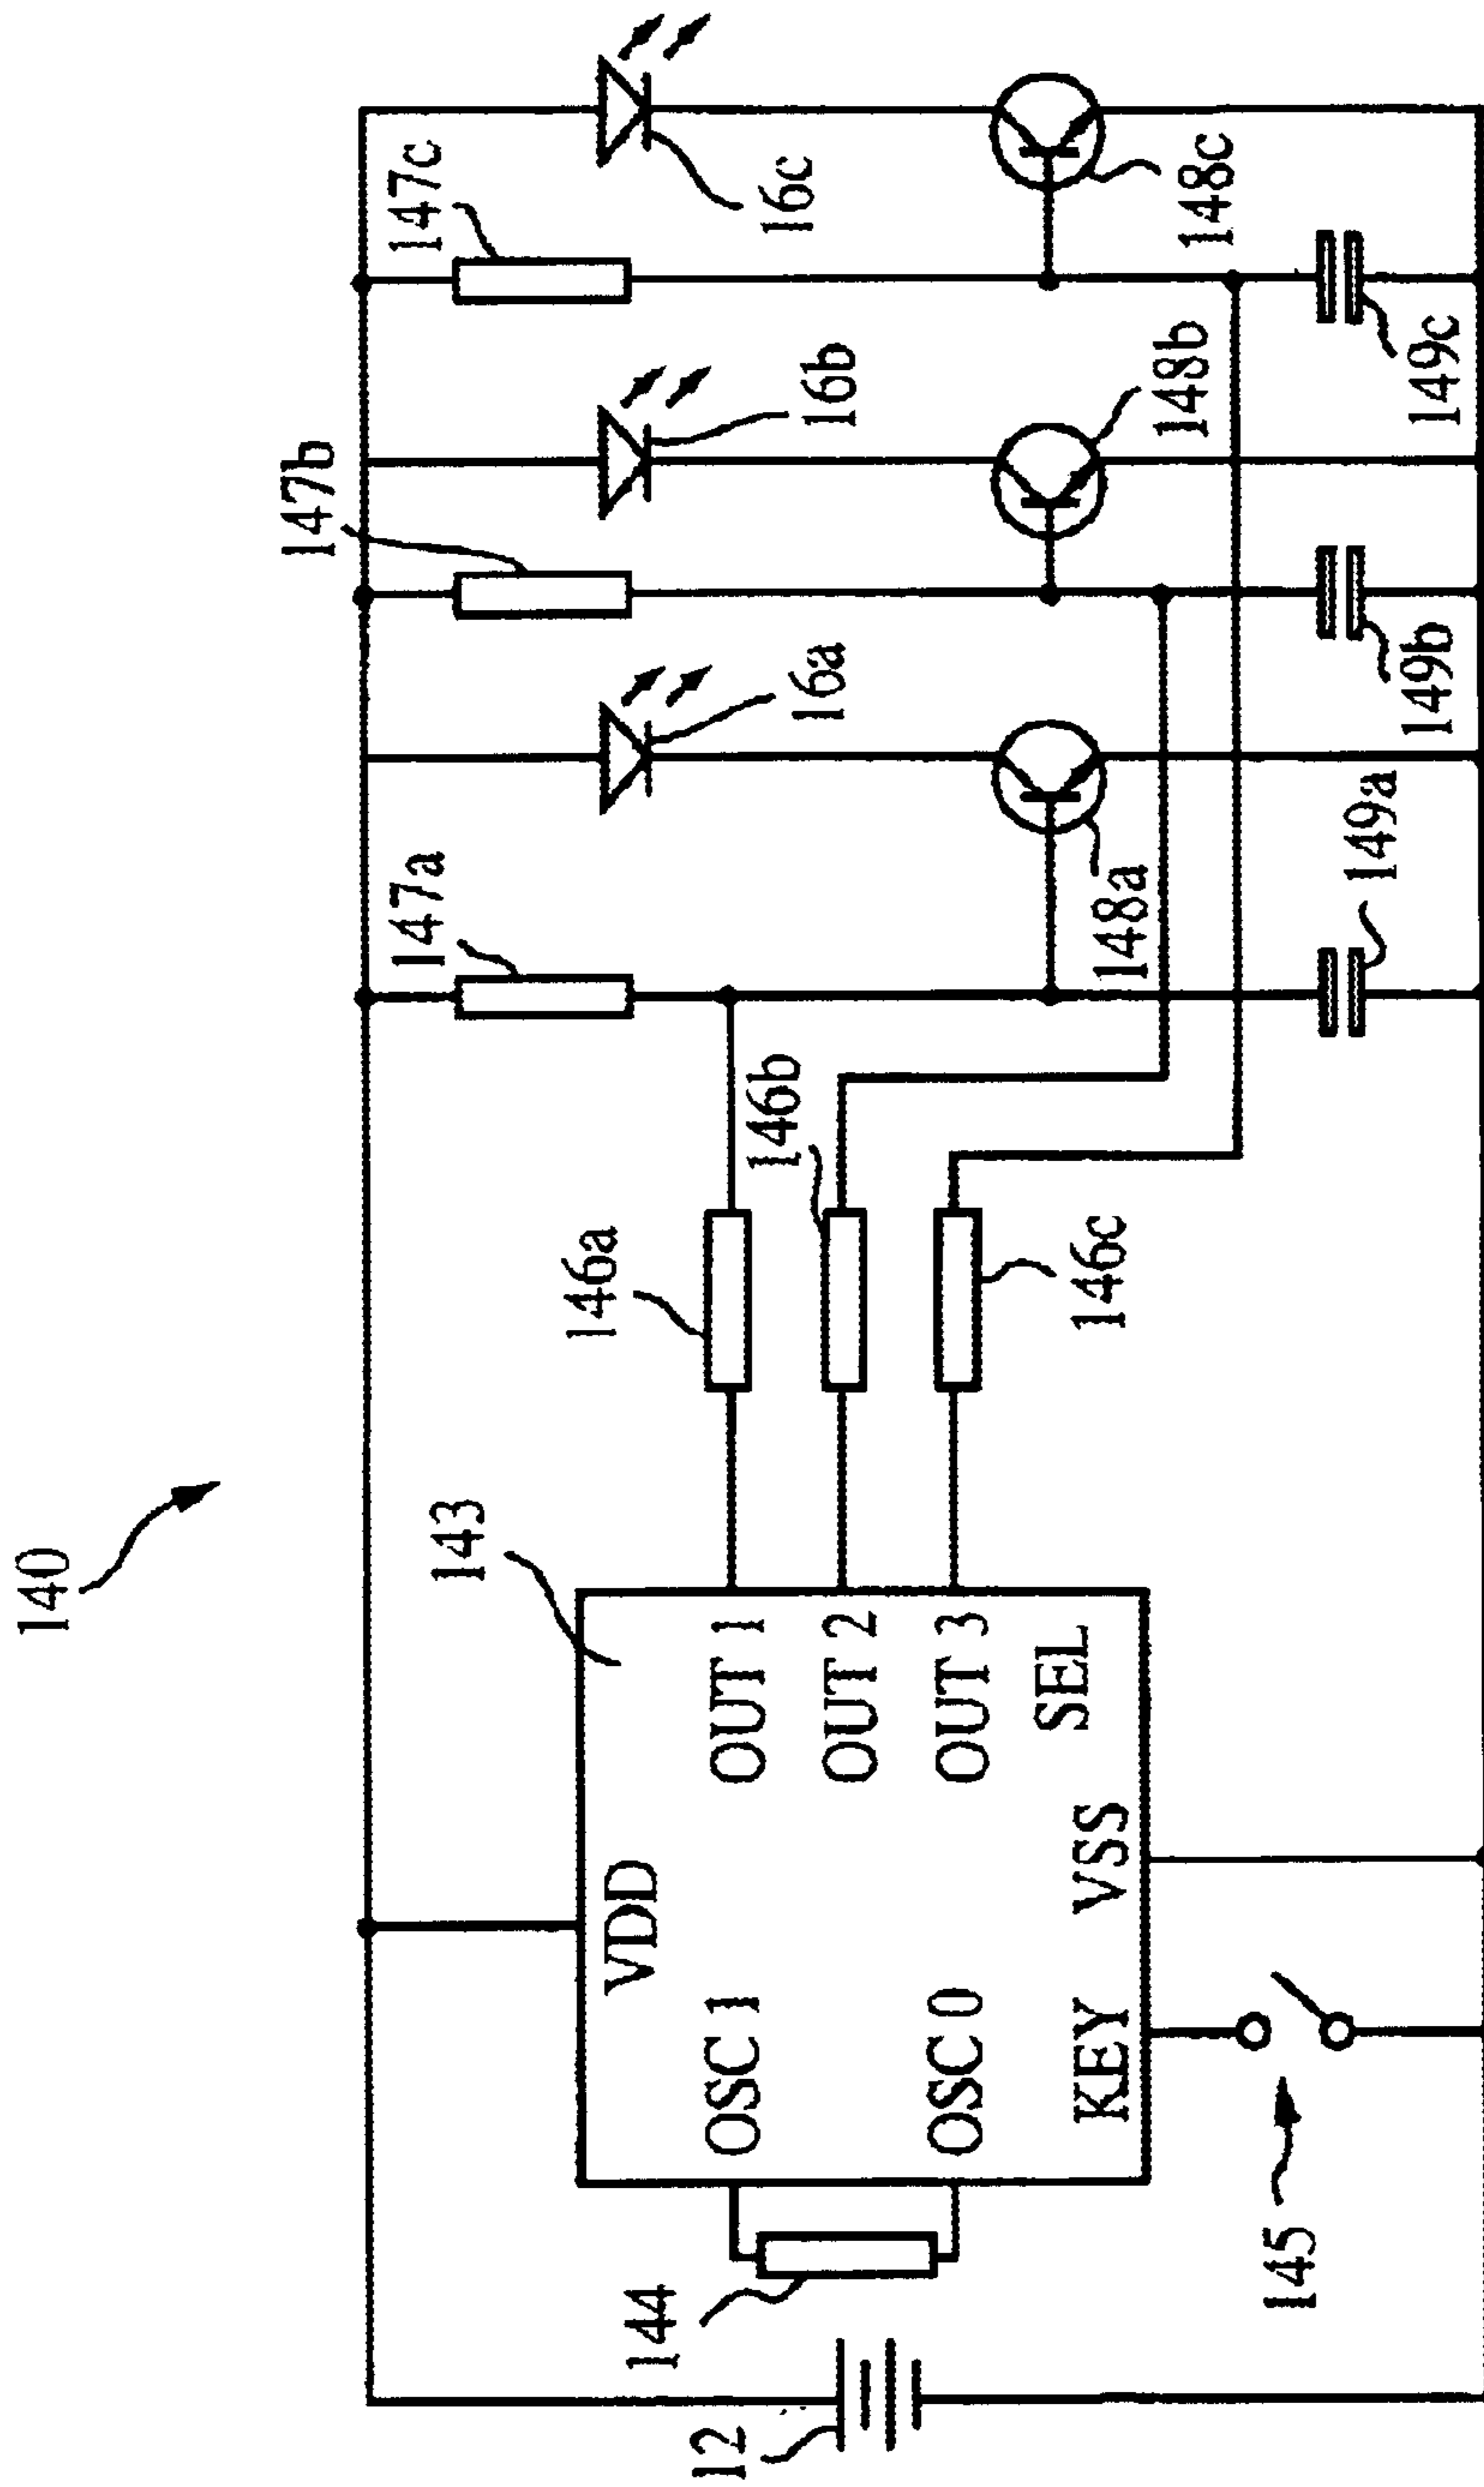 140
147b
147c
147a
16c
16b
16a
143
146a
146b
146c
148c
148b
148a
149c
149b
149a
VDD
OSC 1
OUT 1
OUT 2
OSC 0
OUT 3
SEL
KEY
VSS
144
12
145